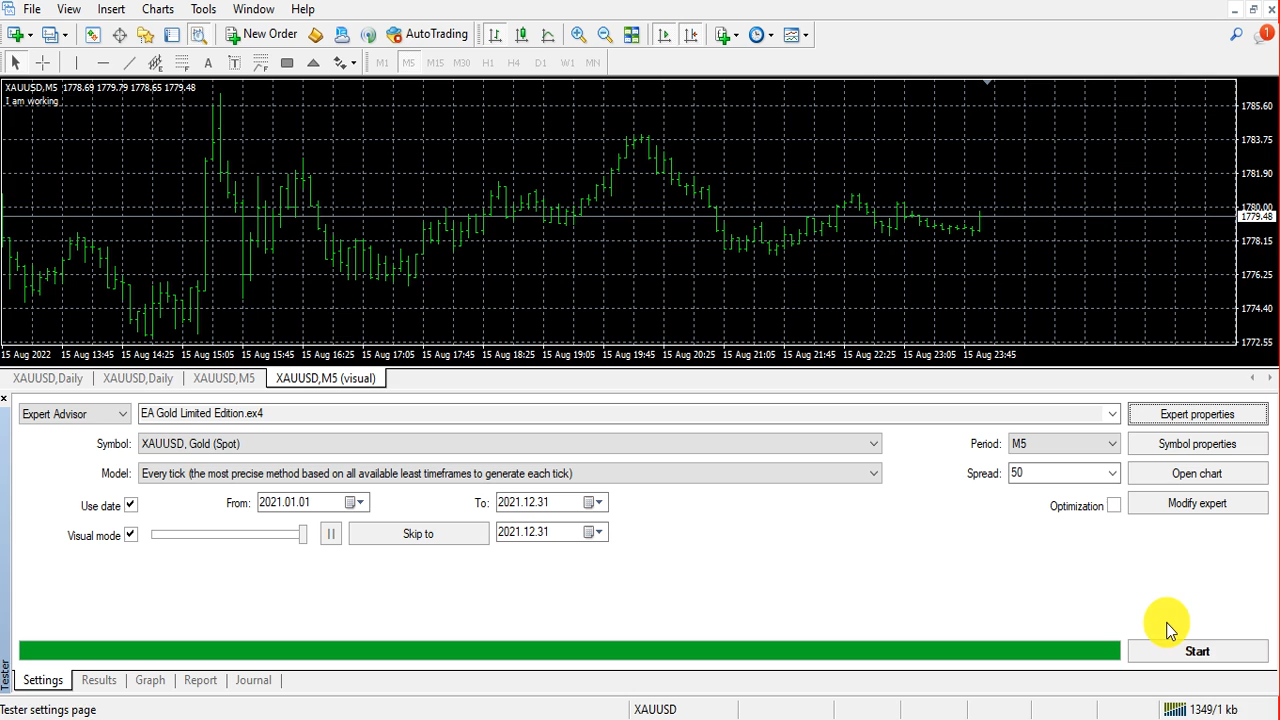 File View Insert Charts Tools Window Help
New Order AutoTrading 1
A T M1 M5 M15 M30 H1 H4 D1 W1 MN
XAUUSD,M5 1778.69 1779.79 1778.65 1779.48
I am working
1785.60
1783.75
1781.90
1780.00
1779.48
1778.15
1776.25
1774.40
1772.55
15 Aug 2022 15 Aug 13:45 15 Aug 14:25 15 Aug 15:05 15 Aug 15:45 15 Aug 16:25 15 Aug 17:05 15 Aug 17:45 15 Aug 18:25 15 Aug 19:05 15 Aug 19:45 15 Aug 20:25 15 Aug 21:05 15 Aug 21:45 15 Aug 22:25 15 Aug 23:05 15 Aug 23:45
XAUUSD,Daily XAUUSD,Daily XAUUSD,M5 XAUUSD,M5 (visual)
Expert Advisor EA Gold Limited Edition.ex4 Expert properties
Symbol: XAUUSD, Gold (Spot) Period: M5 Symbol properties
Model: Every tick (the most precise method based on all available least timeframes to generate each tick) Spread: 50 Open chart
Use date From: 2021.01.01 To: 2021.12.31 Optimization Modify expert
Visual mode Skip to 2021.12.31
Start
Tester
Settings Results Graph Report Journal
Tester settings page XAUUSD 1349/1 kb